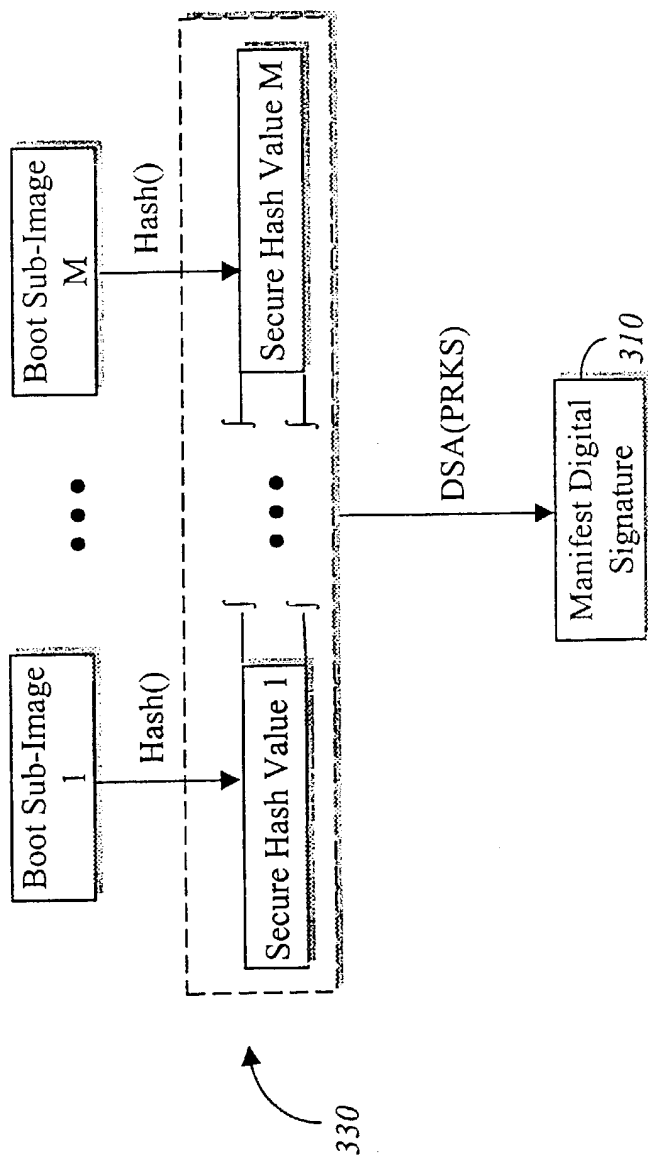 Boot Sub-Image
1
Boot Sub-Image
M
Hash()
Hash()
Secure Hash Value 1
Secure Hash Value M
330
DSA(PRKS)
Manifest Digital
Signature
310